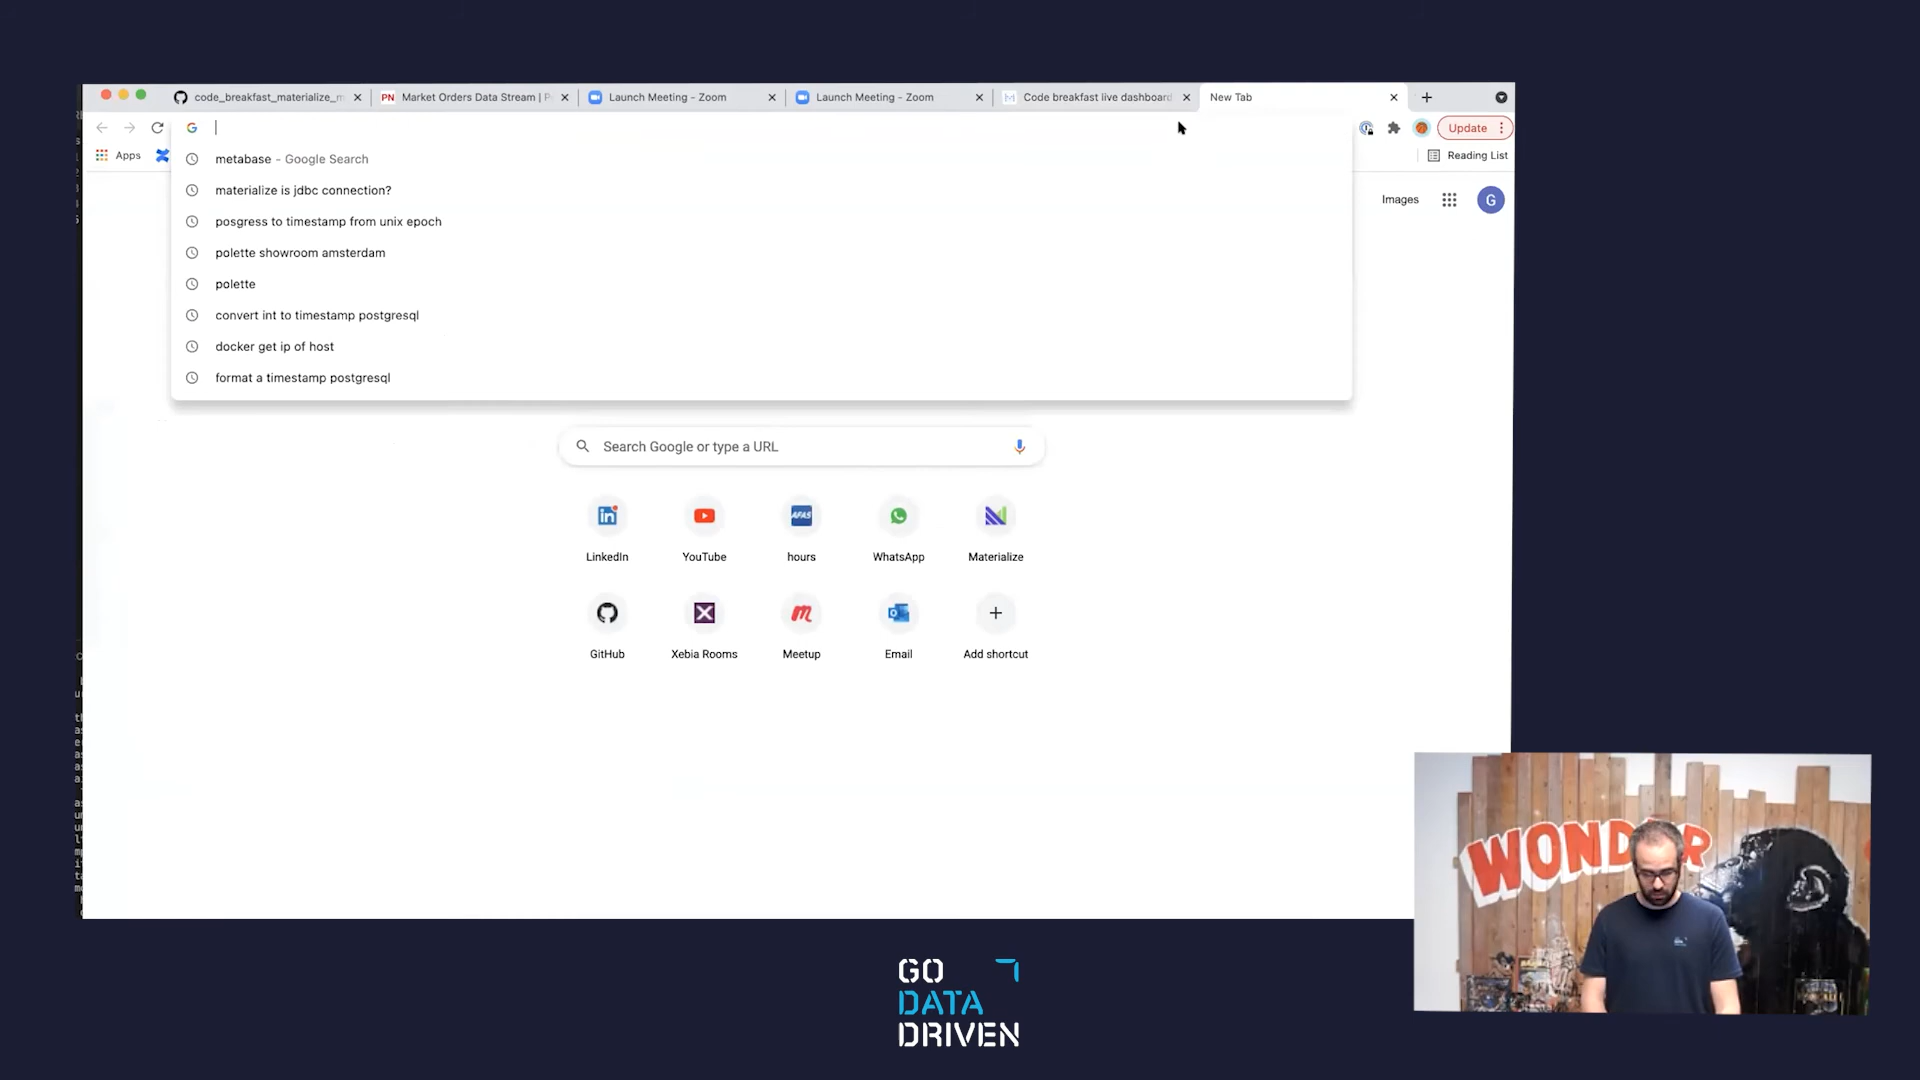 code_breakfast_materialize_m
PN Market Orders Data Stream | P
Launch Meeting - Zoom
Launch Meeting - Zoom
Code breakfast live dashboard
New Tab
Update
Apps
Reading List
metabase - Google Search
materialize is jdbc connection?
posgress to timestamp from unix epoch
polette showroom amsterdam
polette
convert int to timestamp postgresql
docker get ip of host
format a timestamp postgresql
Images
G
Search Google or type a URL
in
AFAS
LinkedIn
YouTube
hours
WhatsApp
Materialize
GitHub
Xebia Rooms
Meetup
Email
Add shortcut
WONDER
GO
DATA
DRIVEN